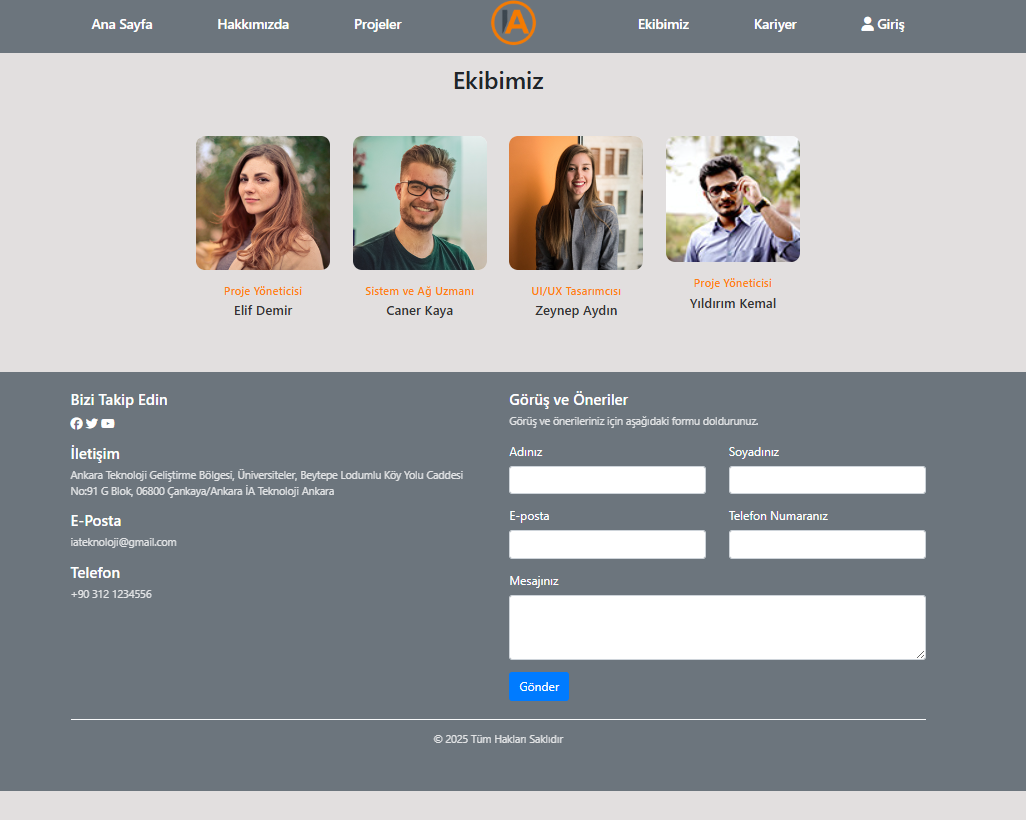 Ana Sayfa Hakkımızda Projeler IA Ekibimiz Kariyer Giriş
Ekibimiz
Proje Yöneticisi
Elif Demir
Sistem ve Ağ Uzmanı
Caner Kaya
UI/UX Tasarımcısı
Zeynep Aydın
Proje Yöneticisi
Yıldırım Kemal
Bizi Takip Edin
İletişim
Ankara Teknoloji Geliştirme Bölgesi, Üniversiteler, Beytepe Lodumlu Köy Yolu Caddesi
No:91 G Blok, 06800 Çankaya/Ankara İA Teknoloji Ankara
E-Posta
iateknoloji@gmail.com
Telefon
+90 312 1234556
Görüş ve Öneriler
Görüş ve önerileriniz için aşağıdaki formu doldurunuz.
Adınız Soyadınız
E-posta Telefon Numaranız
Mesajınız
Gönder
© 2025 Tüm Hakları Saklıdır